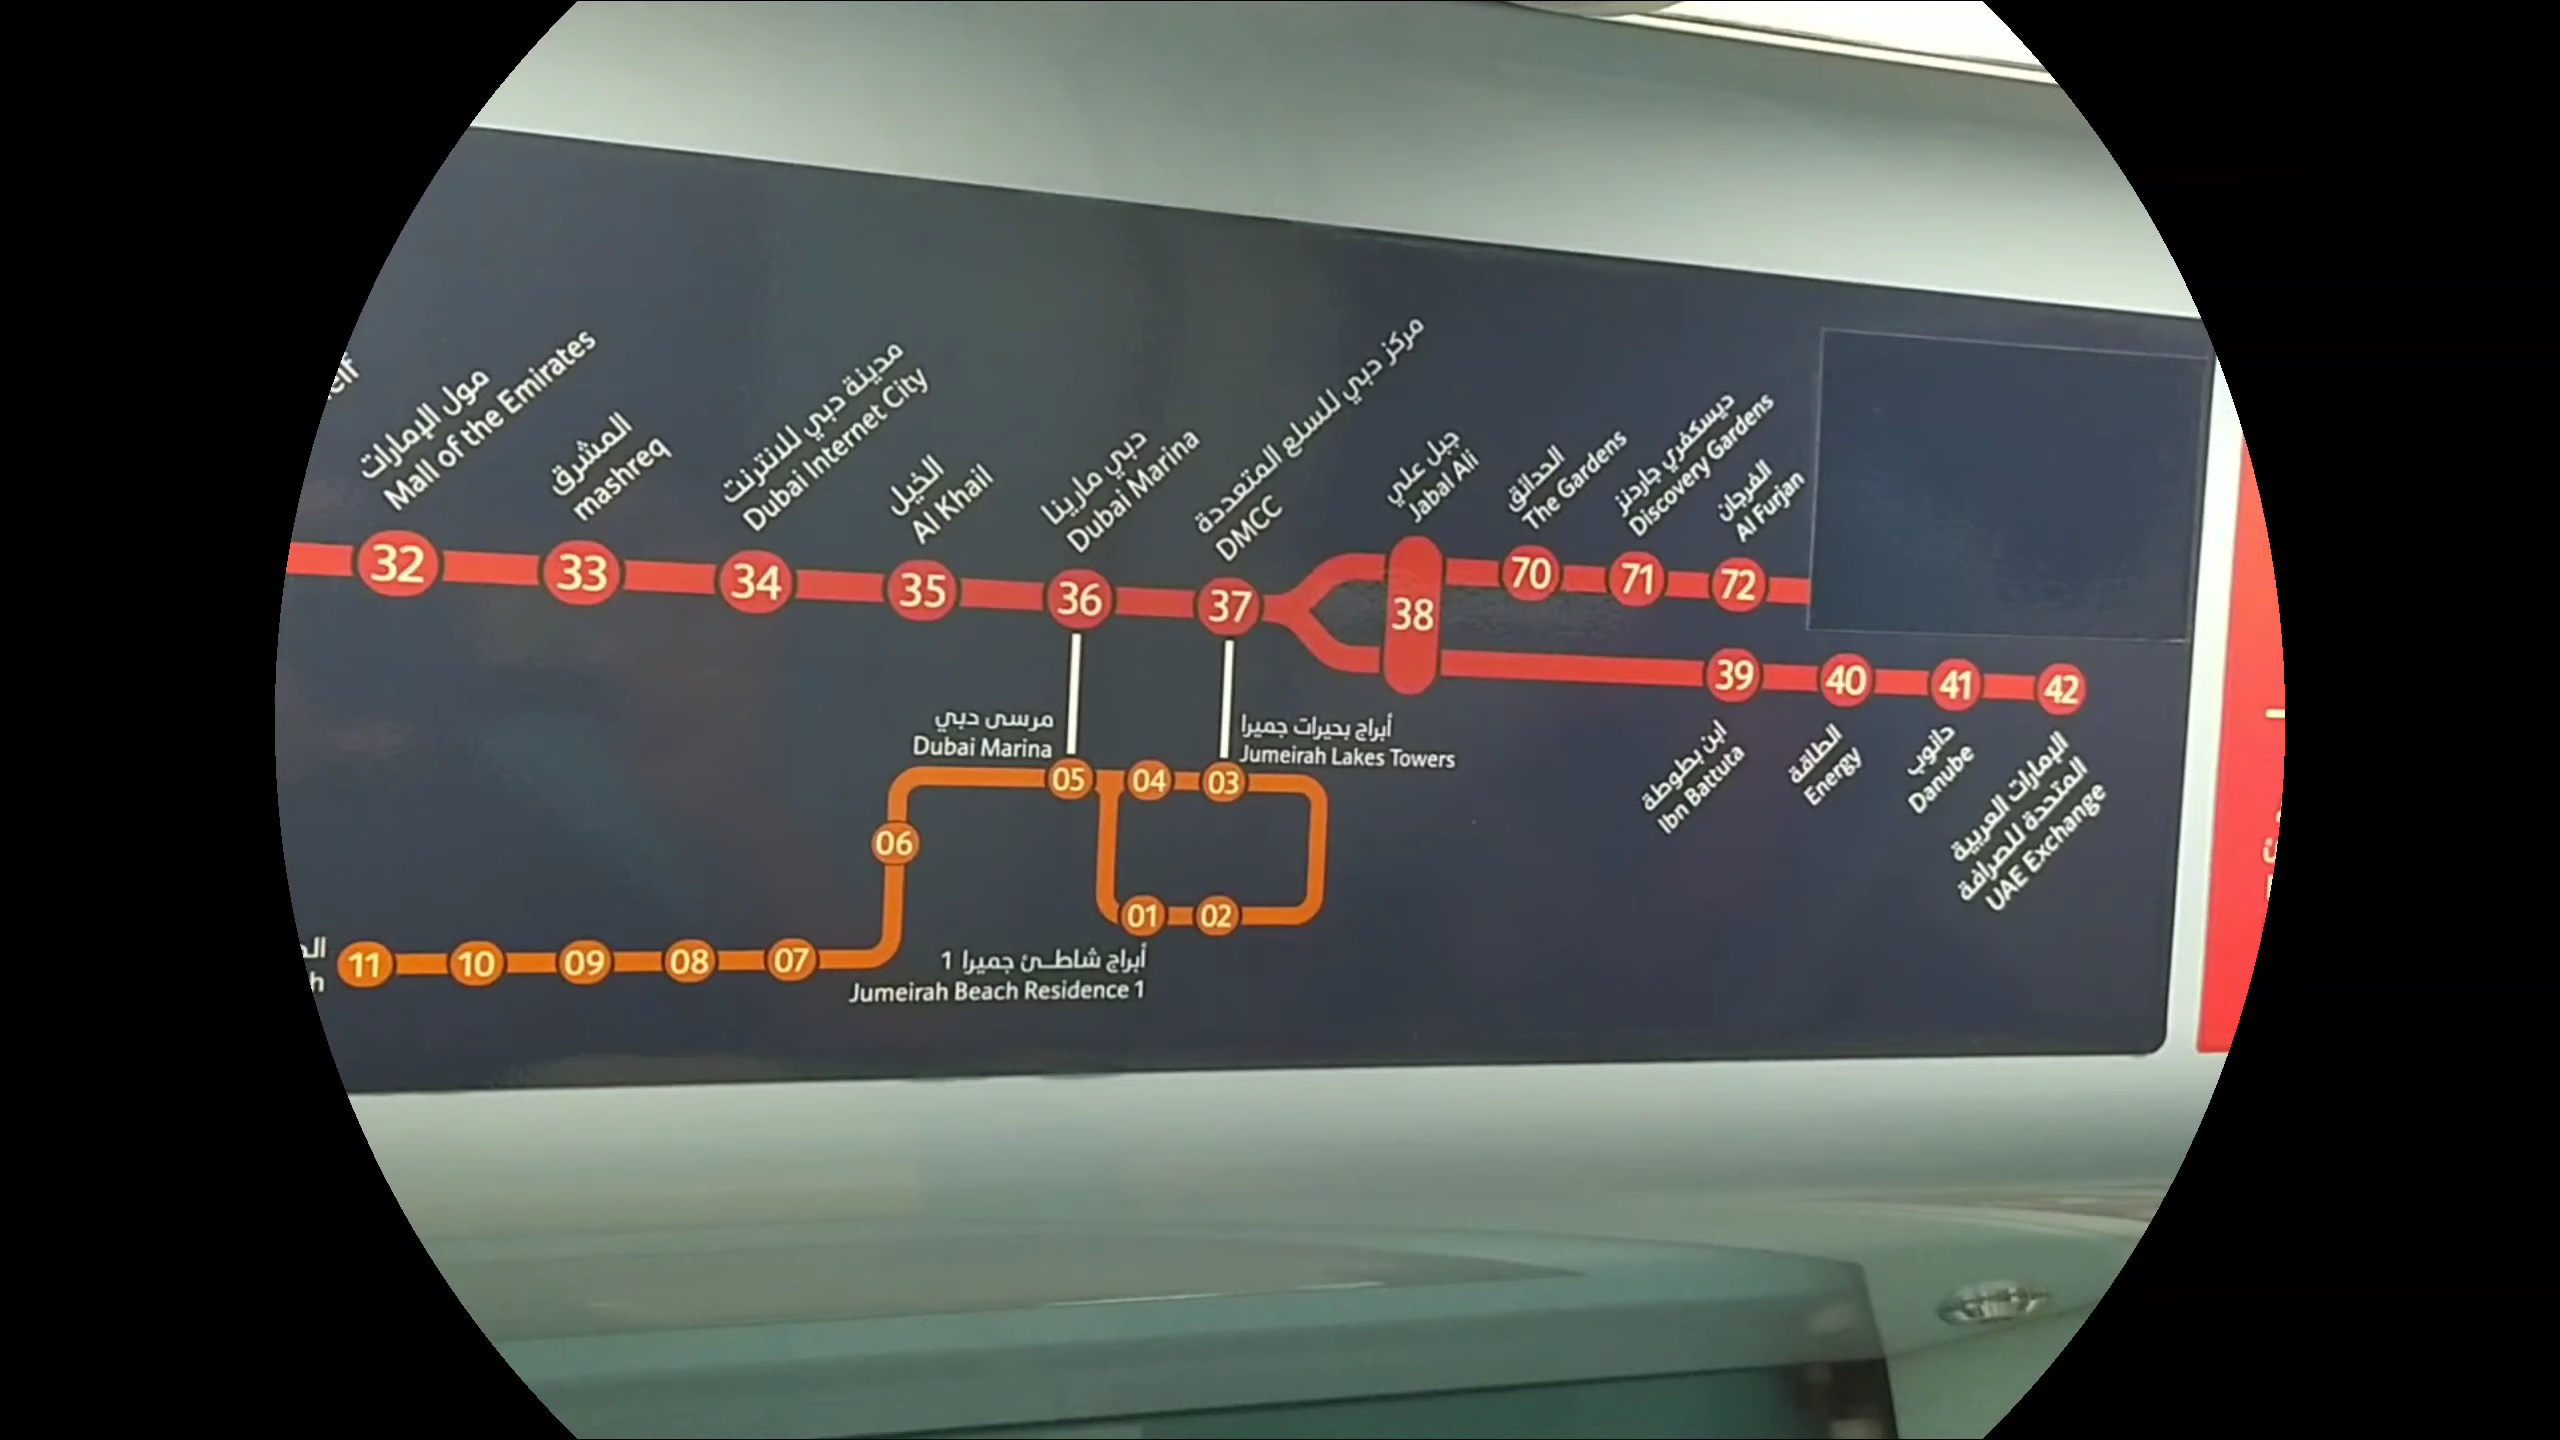 مول الإمارات
Mall of the Emirates
المشرق
mashreq
مدينة دبي للانترنت
Dubai Internet City
الخيل
Al Khail
دبي مارينا
Dubai Marina
مركز دبي للسلع المتعددة
DMCC
جبل علي
Jabal Ali
الحدائق
The Gardens
ديسكفري جاردنز
Discovery Gardens
الفرجان
Al Furjan
32 33 34 35 36 37 38 70 71 72
39 40 41 42
ابن بطوطة
Ibn Battuta
الطاقة
Energy
دانوب
Danube
الإمارات العربية
المتحدة للصرافة
UAE Exchange
مرسى دبي
Dubai Marina
أبراج بحيرات جميرا
Jumeirah Lakes Towers
05 04 03
06
01 02
11 10 09 08 07
أبراج شاطئ جميرا 1
Jumeirah Beach Residence 1